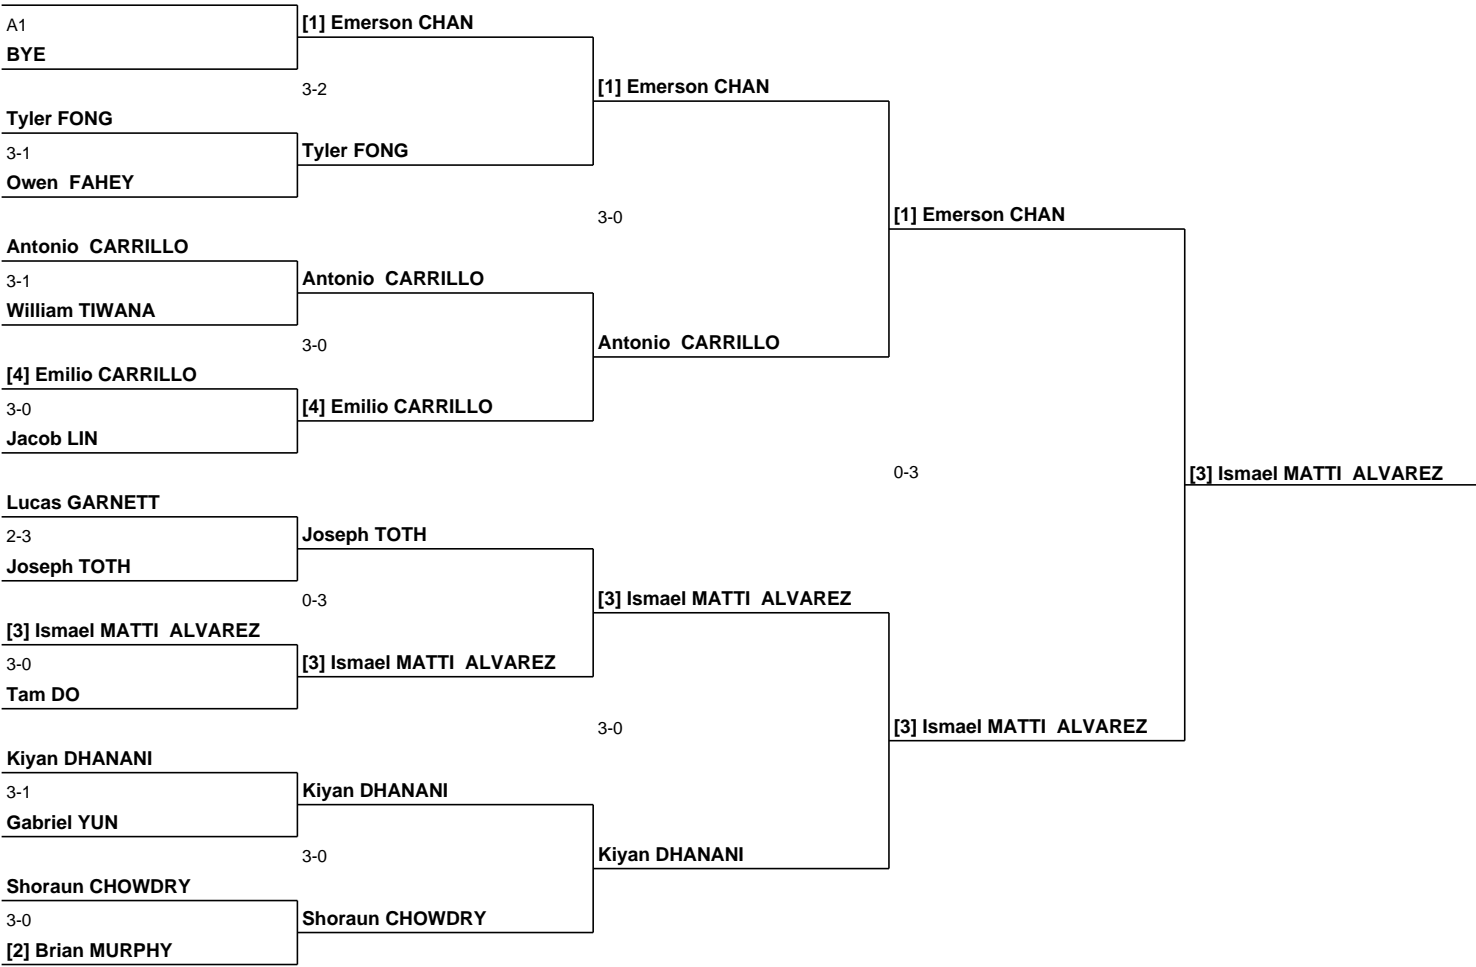 A1
BYE
Tyler FONG
3-1
Owen  FAHEY
Antonio  CARRILLO
3-1
William TIWANA
[4] Emilio CARRILLO
3-0
Jacob LIN
Lucas GARNETT
2-3
Joseph TOTH
[3] Ismael MATTI  ALVAREZ
3-0
Tam DO
Kiyan DHANANI
3-1
Gabriel YUN
Shoraun CHOWDRY
3-0
[2] Brian MURPHY
[1] Emerson CHAN
3-2
Tyler FONG
Antonio  CARRILLO
3-0
[4] Emilio CARRILLO
Joseph TOTH
0-3
[3] Ismael MATTI  ALVAREZ
Kiyan DHANANI
3-0
Shoraun CHOWDRY
[1] Emerson CHAN
3-0
Antonio  CARRILLO
[3] Ismael MATTI  ALVAREZ
3-0
Kiyan DHANANI
[1] Emerson CHAN
0-3
[3] Ismael MATTI  ALVAREZ
[3] Ismael MATTI  ALVAREZ